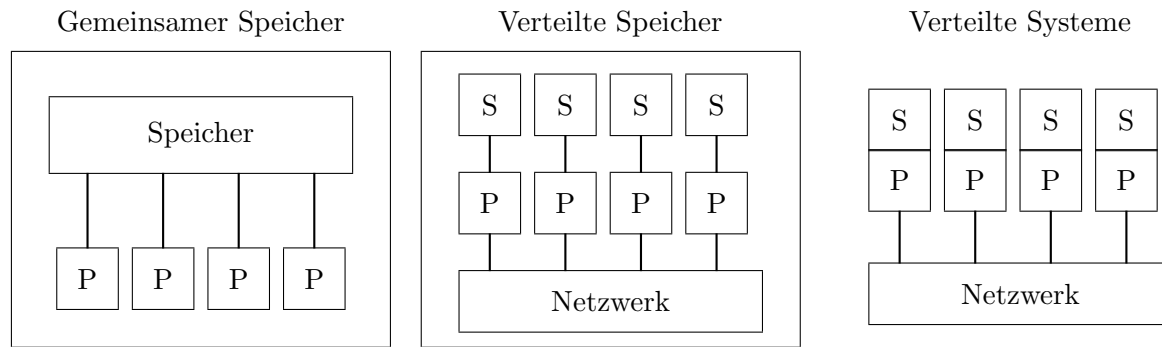 Gemeinsamer Speicher
Verteilte Speicher
Verteilte Systeme
Speicher
P P P P
S S S S
P P P P
Netzwerk
S S S S
P P P P
Netzwerk